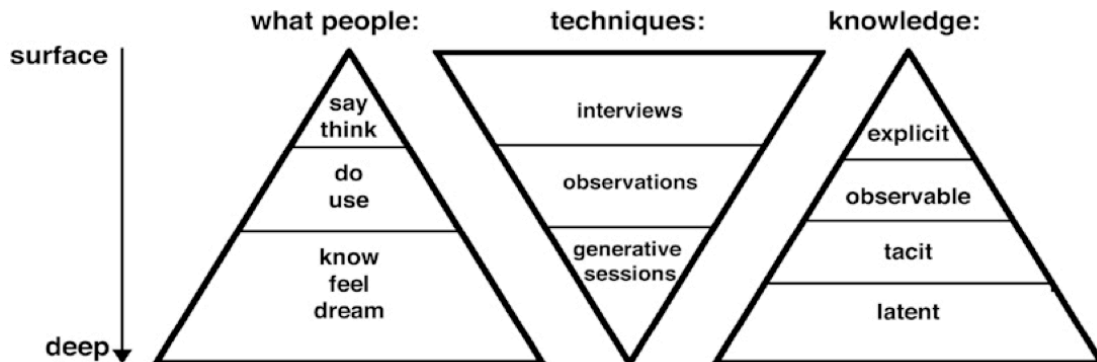 what people:
techniques:
knowledge:
surface
say
think
do
use
know
feel
dream
interviews
observations
generative
sessions
explicit
observable
tacit
latent
deep